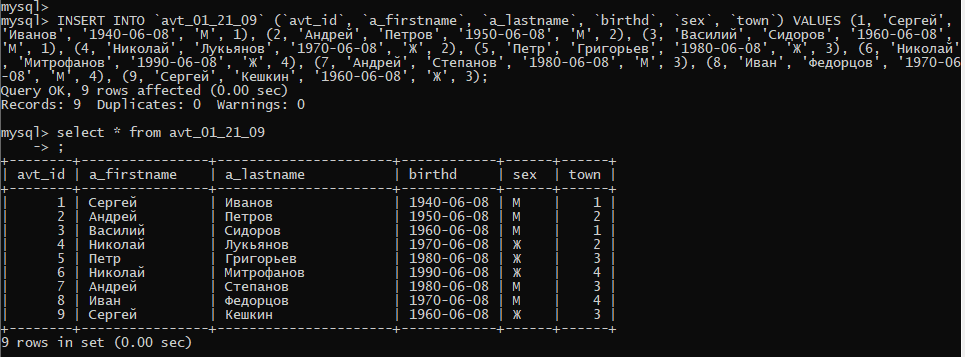 mysql>
mysql> INSERT INTO `avt_01_21_09` (`avt_id`, `a_firstname`, `a_lastname`, `birthd`, `sex`, `town`) VALUES (1, 'Сергей',
'Иванов', '1940-06-08', 'М', 1), (2, 'Андрей', 'Петров', '1950-06-08', 'М', 2), (3, 'Василий', 'Сидоров', '1960-06-08',
'М', 1), (4, 'Николай', 'Лукьянов', '1970-06-08', 'Ж', 2), (5, 'Петр', 'Григорьев', '1980-06-08', 'Ж', 3), (6, 'Николай'
, 'Митрофанов', '1990-06-08', 'Ж', 4), (7, 'Андрей', 'Степанов', '1980-06-08', 'М', 3), (8, 'Иван', 'Федорцов', '1970-06
-08', 'М', 4), (9, 'Сергей', 'Кешкин', '1960-06-08', 'Ж', 3);
Query OK, 9 rows affected (0.00 sec)
Records: 9  Duplicates: 0  Warnings: 0
mysql> select * from avt_01_21_09
    -> ;
+--------+----------------+----------------------+------------+------+------+
| avt_id | a_firstname    | a_lastname           | birthd     | sex  | town |
+--------+----------------+----------------------+------------+------+------+
|      1 | Сергей         | Иванов               | 1940-06-08 | М    |    1 |
|      2 | Андрей         | Петров               | 1950-06-08 | М    |    2 |
|      3 | Василий        | Сидоров              | 1960-06-08 | М    |    1 |
|      4 | Николай        | Лукьянов             | 1970-06-08 | Ж    |    2 |
|      5 | Петр           | Григорьев            | 1980-06-08 | Ж    |    3 |
|      6 | Николай        | Митрофанов           | 1990-06-08 | Ж    |    4 |
|      7 | Андрей         | Степанов             | 1980-06-08 | М    |    3 |
|      8 | Иван           | Федорцов             | 1970-06-08 | М    |    4 |
|      9 | Сергей         | Кешкин               | 1960-06-08 | Ж    |    3 |
+--------+----------------+----------------------+------------+------+------+
9 rows in set (0.00 sec)